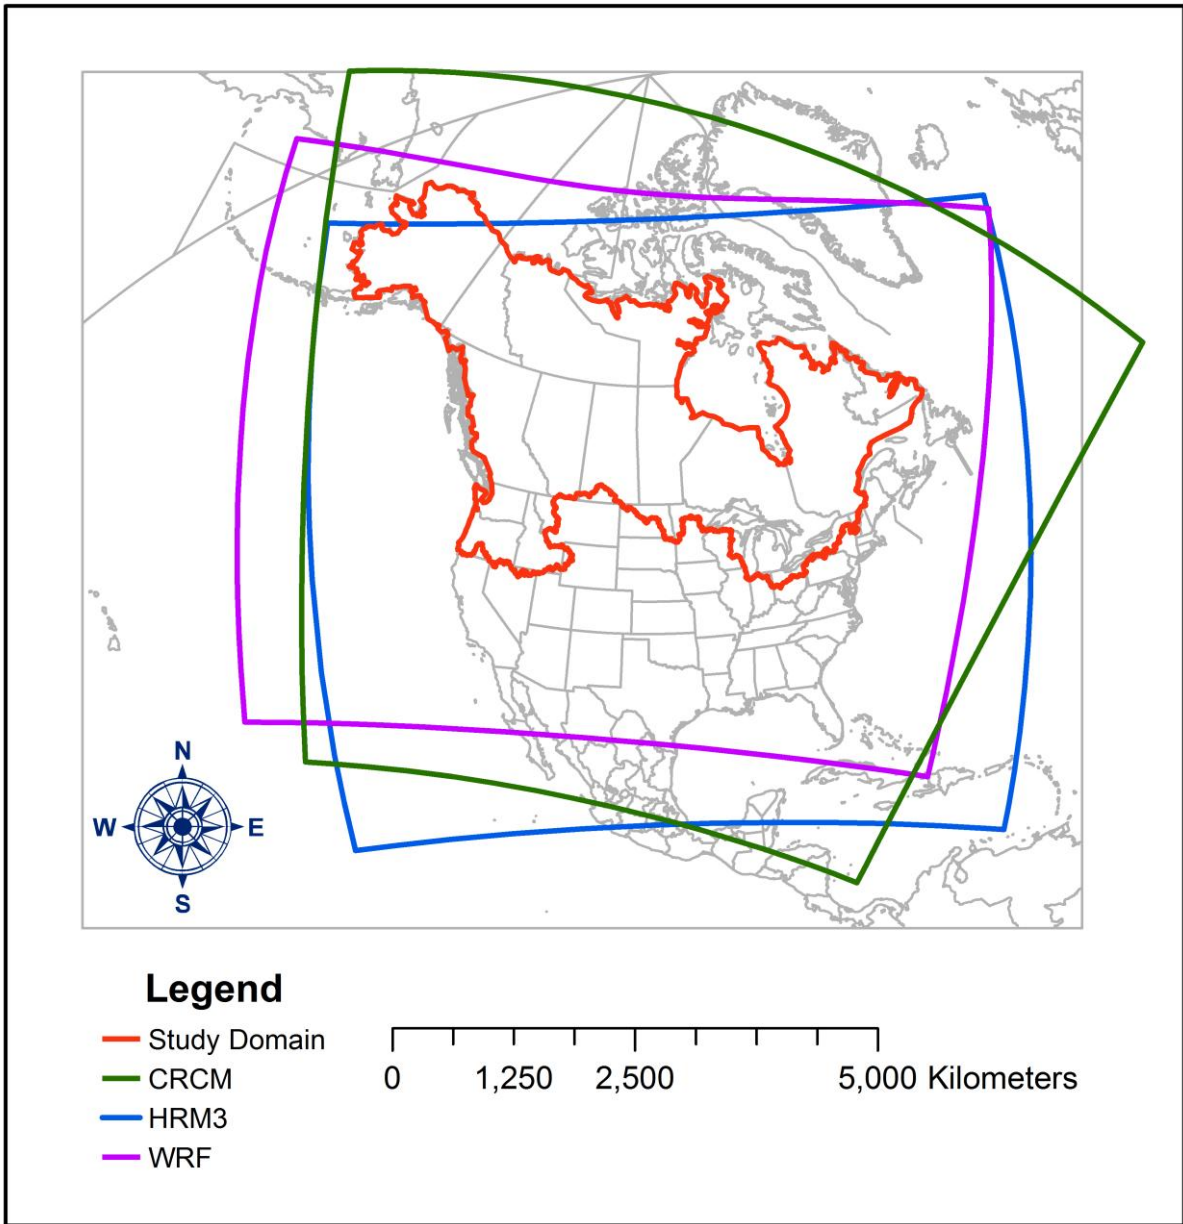 N
W E
S
Legend
Study Domain
CRCM
HRM3
WRF
0 1,250 2,500 5,000 Kilometers